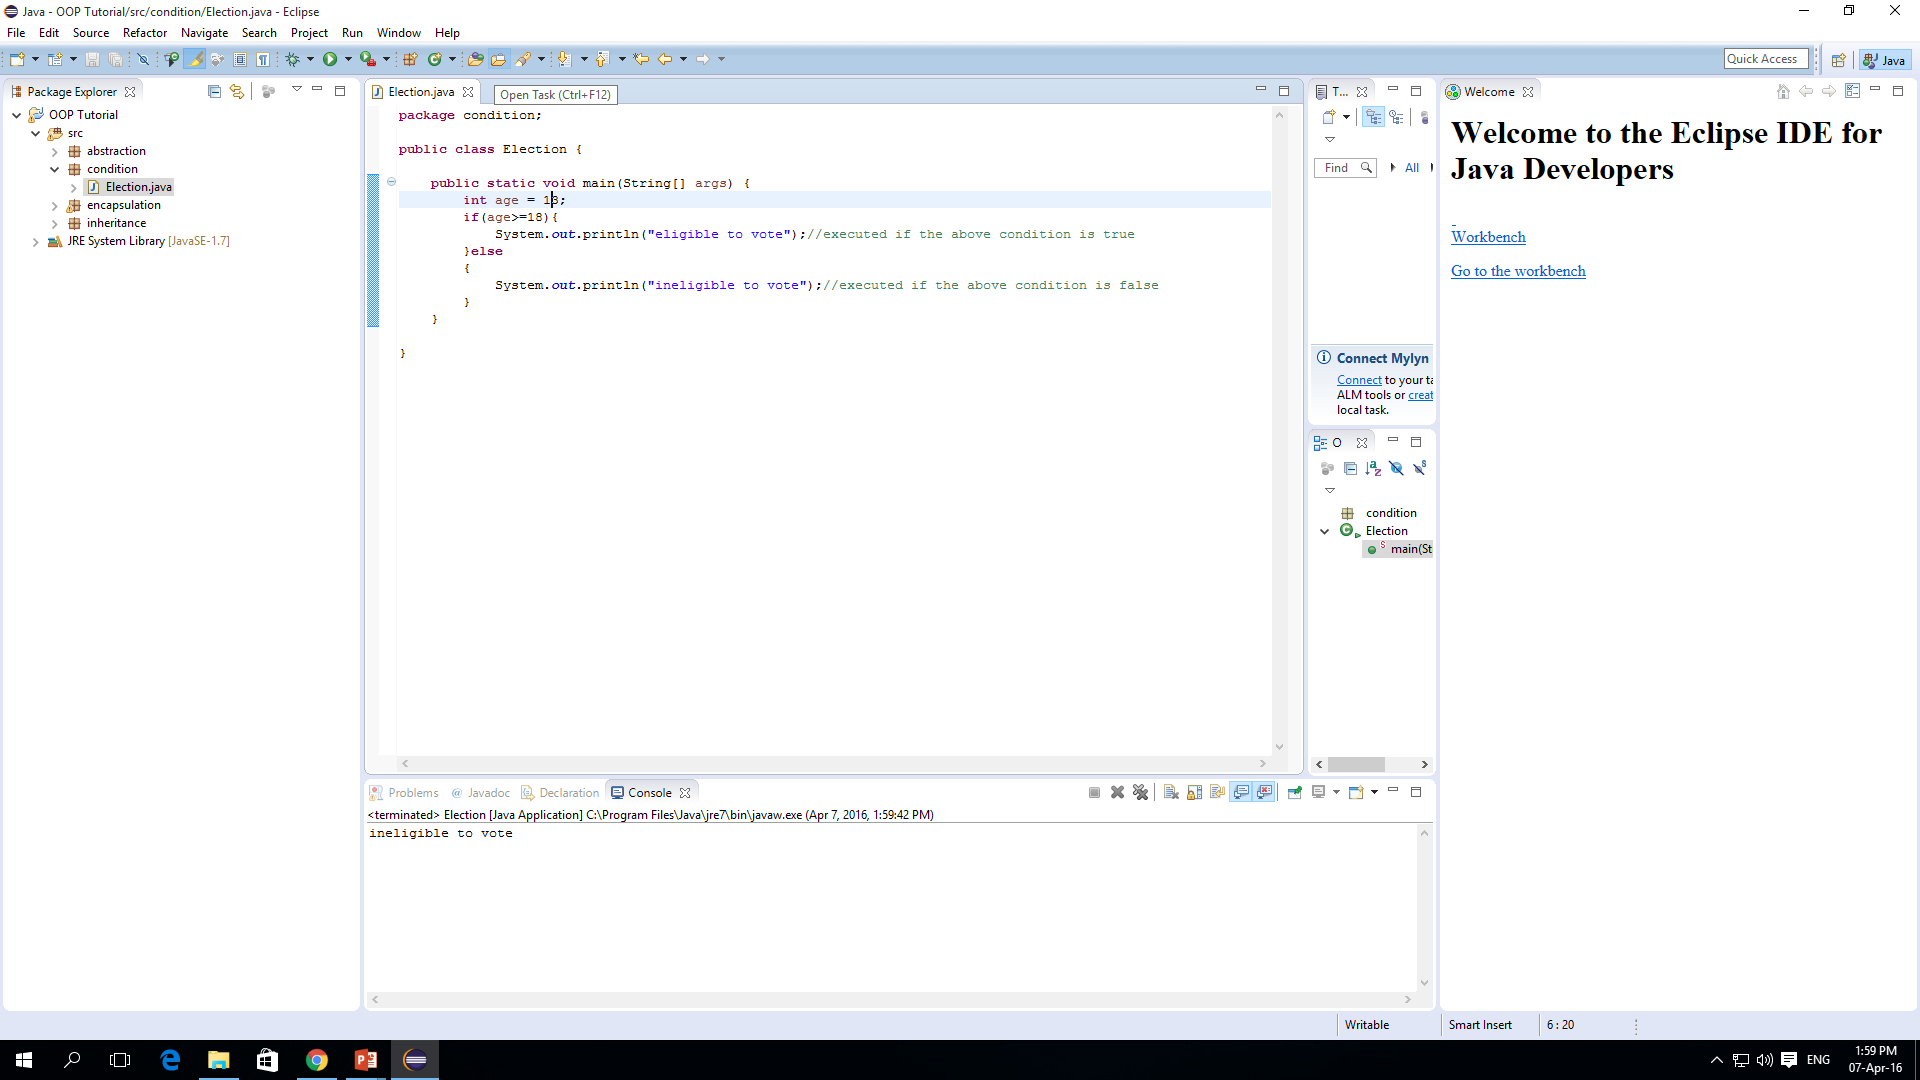 Java - OOP Tutorial/src/condition/Election.java - Eclipse
File Edit Source Refactor Navigate Search Project Run Window Help
Quick Access
Java
Package Explorer
OOP Tutorial
src
abstraction
condition
Election.java
encapsulation
inheritance
JRE System Library [JavaSE-1.7]
Election.java
Open Task (Ctrl+F12)
package condition;
public class Election {
public static void main(String[] args) {
int age = 13;
if(age>=18){
System.out.println("eligible to vote");//executed if the above condition is true
}else
{
System.out.println("ineligible to vote");//executed if the above condition is false
}
}
}
T...
Find
All
Connect Mylyn
Connect to your ta
ALM tools or creat
local task.
O
condition
Election
main(St
Welcome
Welcome to the Eclipse IDE for
Java Developers
Workbench
Go to the workbench
Problems @ Javadoc Declaration Console
<terminated> Election [Java Application] C:\Program Files\Java\jre7\bin\javaw.exe (Apr 7, 2016, 1:59:42 PM)
ineligible to vote
Writable Smart Insert 6 : 20
ENG
1:59 PM
07-Apr-16